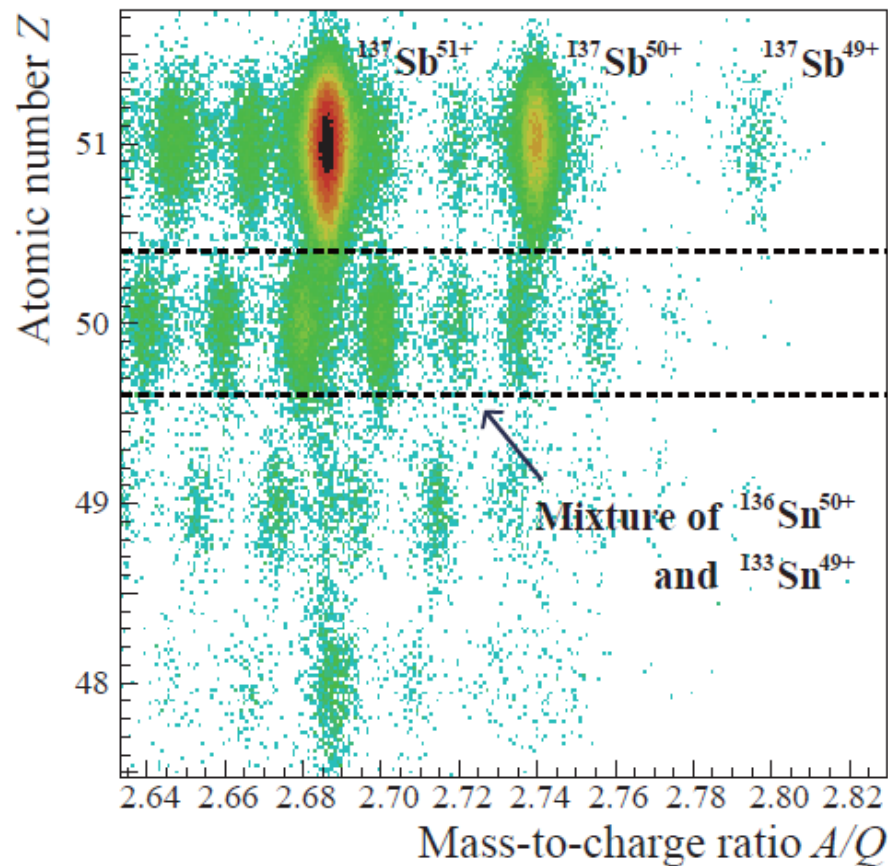 Atomic number Z
¹³⁷Sb⁵¹⁺ ¹³⁷Sb⁵⁰⁺ ¹³⁷Sb⁴⁹⁺
51
50
49
48
Mixture of ¹³⁶Sn⁵⁰⁺
and ¹³³Sn⁴⁹⁺
2.64 2.66 2.68 2.70 2.72 2.74 2.76 2.78 2.80 2.82
Mass-to-charge ratio A/Q